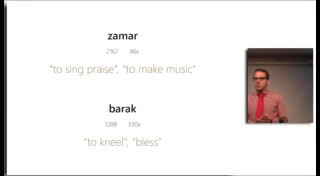 zamar
2167 46x
"to sing praise", "to make music"
barak
1288 330x
"to kneel", "bless"